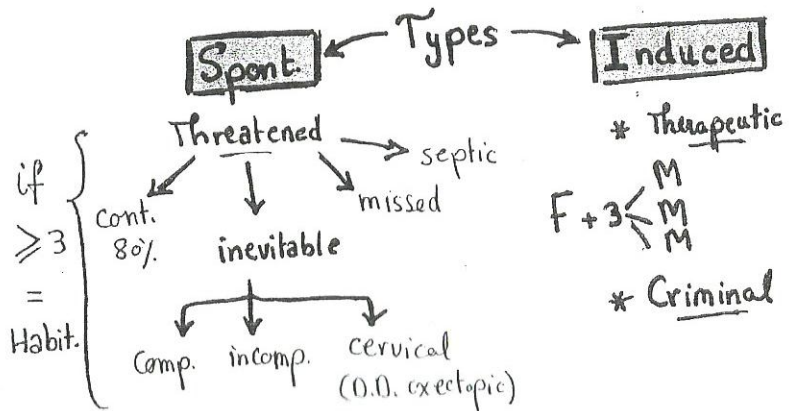 Types
Spont.
Induced
Threatened
septic
missed
cont.
80%
inevitable
Comp.
incomp.
cervical
(D.D. cx ectopic)
if
≥3
=
Habit.
* Therapeutic
F + 3
M
M
M
* Criminal